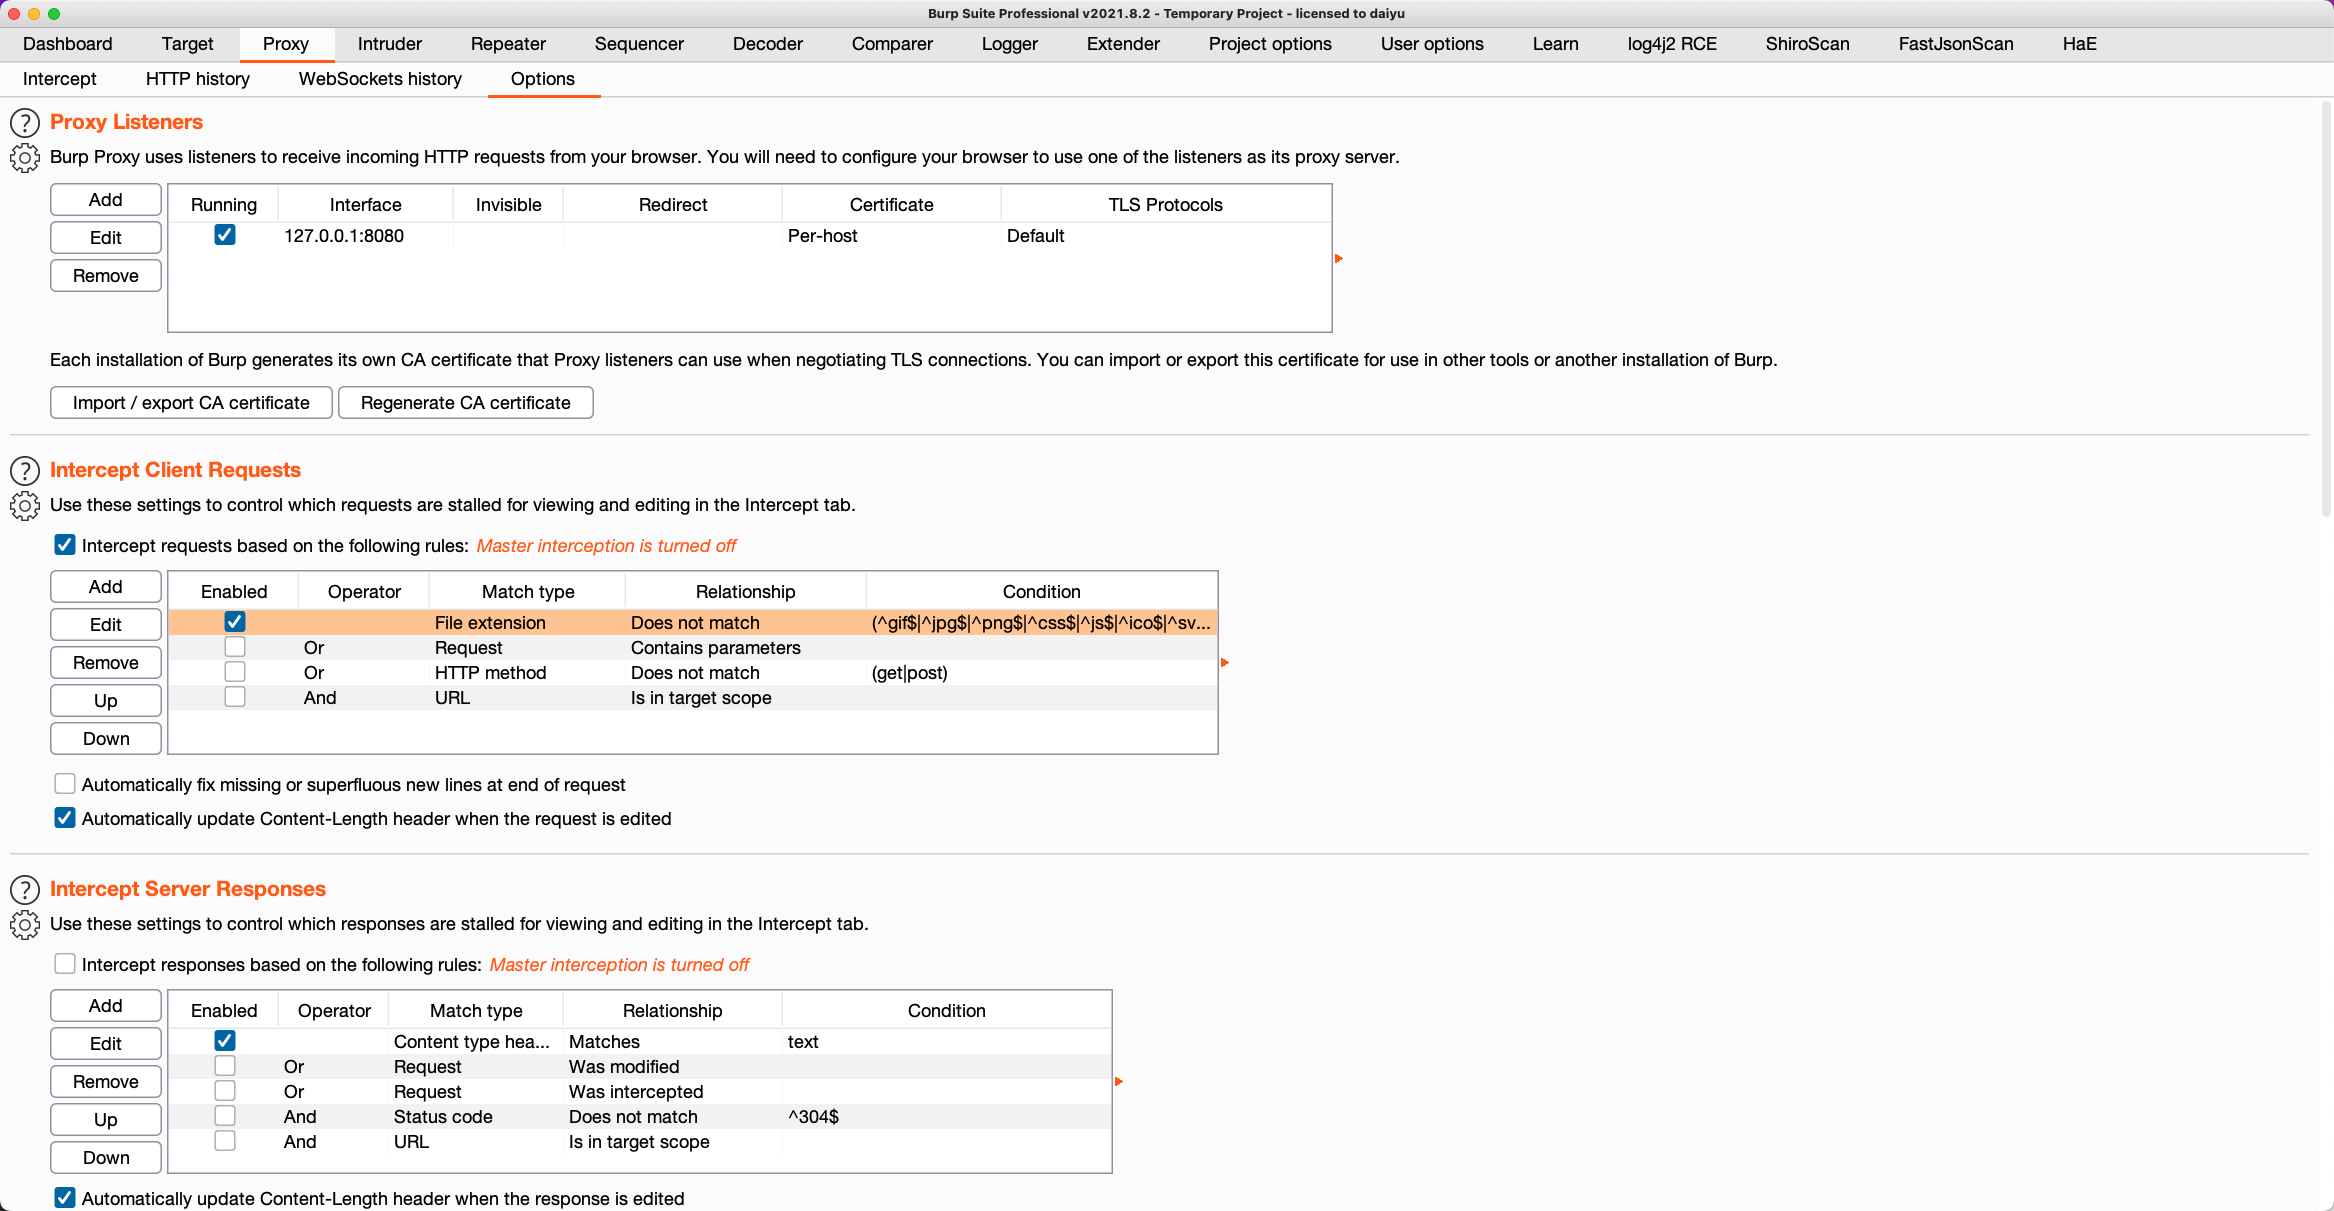 Burp Suite Professional v2021.8.2 - Temporary Project - licensed to daiyu
Dashboard Target Proxy Intruder Repeater Sequencer Decoder Comparer Logger Extender Project options User options Learn log4j2 RCE ShiroScan FastJsonScan HaE
Intercept HTTP history WebSockets history Options
? Proxy Listeners
Burp Proxy uses listeners to receive incoming HTTP requests from your browser. You will need to configure your browser to use one of the listeners as its proxy server.
Add
Edit
Remove
Running Interface Invisible Redirect Certificate TLS Protocols
127.0.0.1:8080 Per-host Default
Each installation of Burp generates its own CA certificate that Proxy listeners can use when negotiating TLS connections. You can import or export this certificate for use in other tools or another installation of Burp.
Import / export CA certificate Regenerate CA certificate
? Intercept Client Requests
Use these settings to control which requests are stalled for viewing and editing in the Intercept tab.
Intercept requests based on the following rules: Master interception is turned off
Add
Edit
Remove
Up
Down
Enabled Operator Match type Relationship Condition
File extension Does not match (^gif$|^jpg$|^png$|^css$|^js$|^ico$|^sv...
Or Request Contains parameters
Or HTTP method Does not match (get|post)
And URL Is in target scope
Automatically fix missing or superfluous new lines at end of request
Automatically update Content-Length header when the request is edited
? Intercept Server Responses
Use these settings to control which responses are stalled for viewing and editing in the Intercept tab.
Intercept responses based on the following rules: Master interception is turned off
Add
Edit
Remove
Up
Down
Enabled Operator Match type Relationship Condition
Content type hea... Matches text
Or Request Was modified
Or Request Was intercepted
And Status code Does not match ^304$
And URL Is in target scope
Automatically update Content-Length header when the response is edited